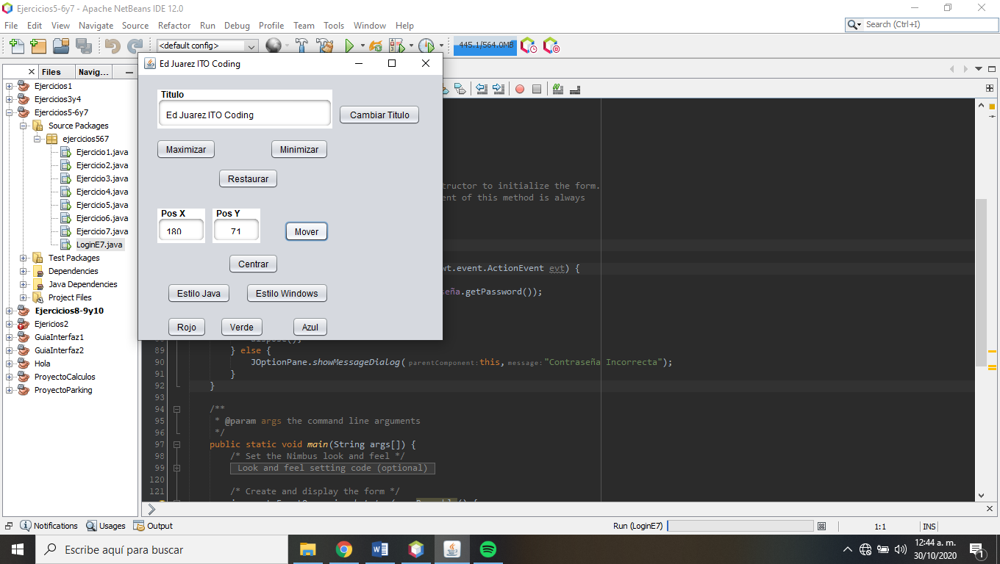 Ejercicios5-6y7 - Apache NetBeans IDE 12.0
File Edit View Navigate Source Refactor Run Debug Profile Team Tools Window Help
Search (Ctrl+I)
<default config>
445.1/564.0MB
Files Navig...
Ejercicios1
Ejercicios3y4
Ejercicios5-6y7
Source Packages
ejercicios567
Ejercicio1.java
Ejercicio2.java
Ejercicio3.java
Ejercicio4.java
Ejercicio5.java
Ejercicio6.java
Ejercicio7.java
LoginE7.java
Test Packages
Dependencies
Java Dependencies
Project Files
Ejercicios8-9y10
Ejericios2
GuiaInterfaz1
GuiaInterfaz2
Hola
ProyectoCalculos
ProyectoParking
Ed Juarez ITO Coding
Titulo
Ed Juarez ITO Coding
Cambiar Titulo
Maximizar Minimizar
Restaurar
Pos X Pos Y
180 71 Mover
Centrar
Estilo Java Estilo Windows
Rojo Verde Azul
tructor to initialize the form.
ent of this method is always
wt.event.ActionEvent evt) {
seña.getPassword());
dispose();
89 } else {
90 JOptionPane.showMessageDialog( parentComponent: this, message: "Contraseña Incorrecta");
91 }
92 }
93
94 /**
95 * @param args the command line arguments
96 */
97 public static void main(String args[]) {
98 /* Set the Nimbus look and feel */
99 Look and feel setting code (optional)
120
121 /* Create and display the form */
Notifications Usages Output
Run (LoginE7)
1:1 INS
Escribe aquí para buscar
12:44 a. m.
30/10/2020
1